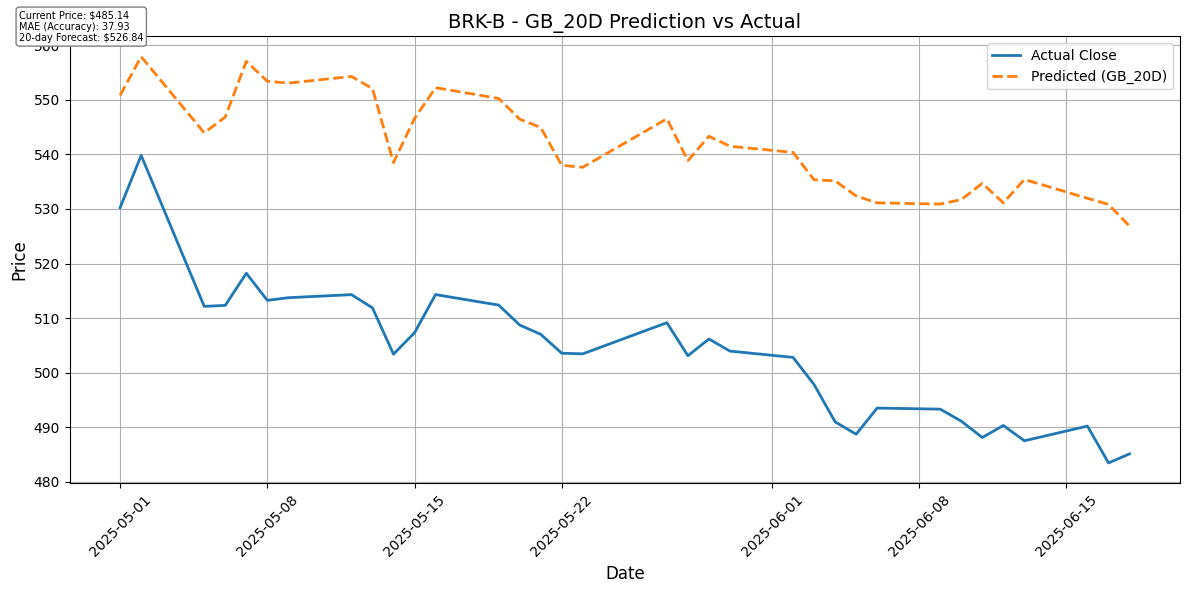 Current Price: $485.14
MAE (Accuracy): 37.93
20-day Forecast: $526.84
BRK-B - GB_20D Prediction vs Actual
Actual Close
Predicted (GB_20D)
Price
560
550
540
530
520
510
500
490
480
2025-05-01
2025-05-08
2025-05-15
2025-05-22
2025-06-01
2025-06-08
2025-06-15
Date